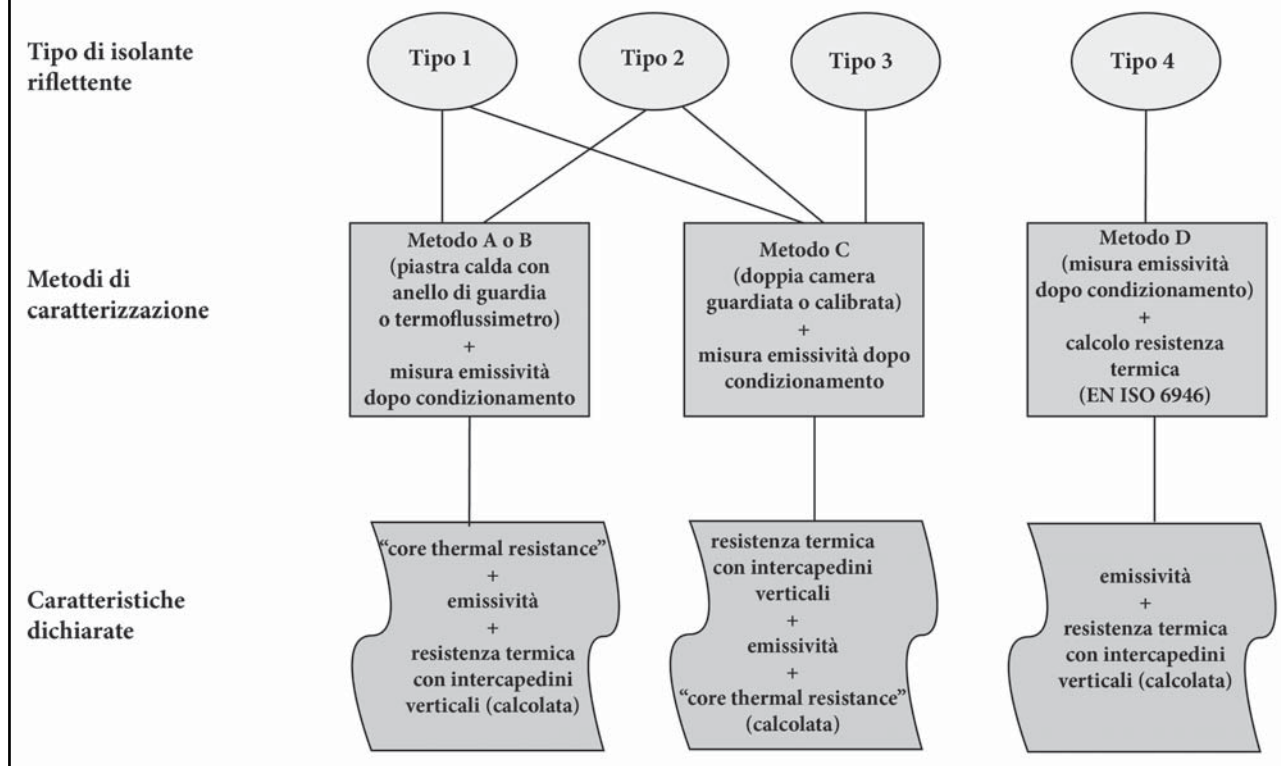 Tipo di isolante
riflettente
Tipo 1
Tipo 2
Tipo 3
Tipo 4
Metodi di
caratterizzazione
Metodo A o B
(piastra calda con
anello di guardia
o termoflussimetro)
+
misura emissività
dopo condizionamento
Metodo C
(doppia camera
guardiata o calibrata)
+
misura emissività dopo
condizionamento
Metodo D
(misura emissività
dopo condizionamento)
+
calcolo resistenza
termica
(EN ISO 6946)
Caratteristiche
dichiarate
“core thermal resistance”
+
emissività
+
resistenza termica
con intercapedini
verticali (calcolata)
resistenza termica
con intercapedini
verticali
+
emissività
+
“core thermal resistance”
(calcolata)
emissività
+
resistenza termica
con intercapedini
verticali (calcolata)